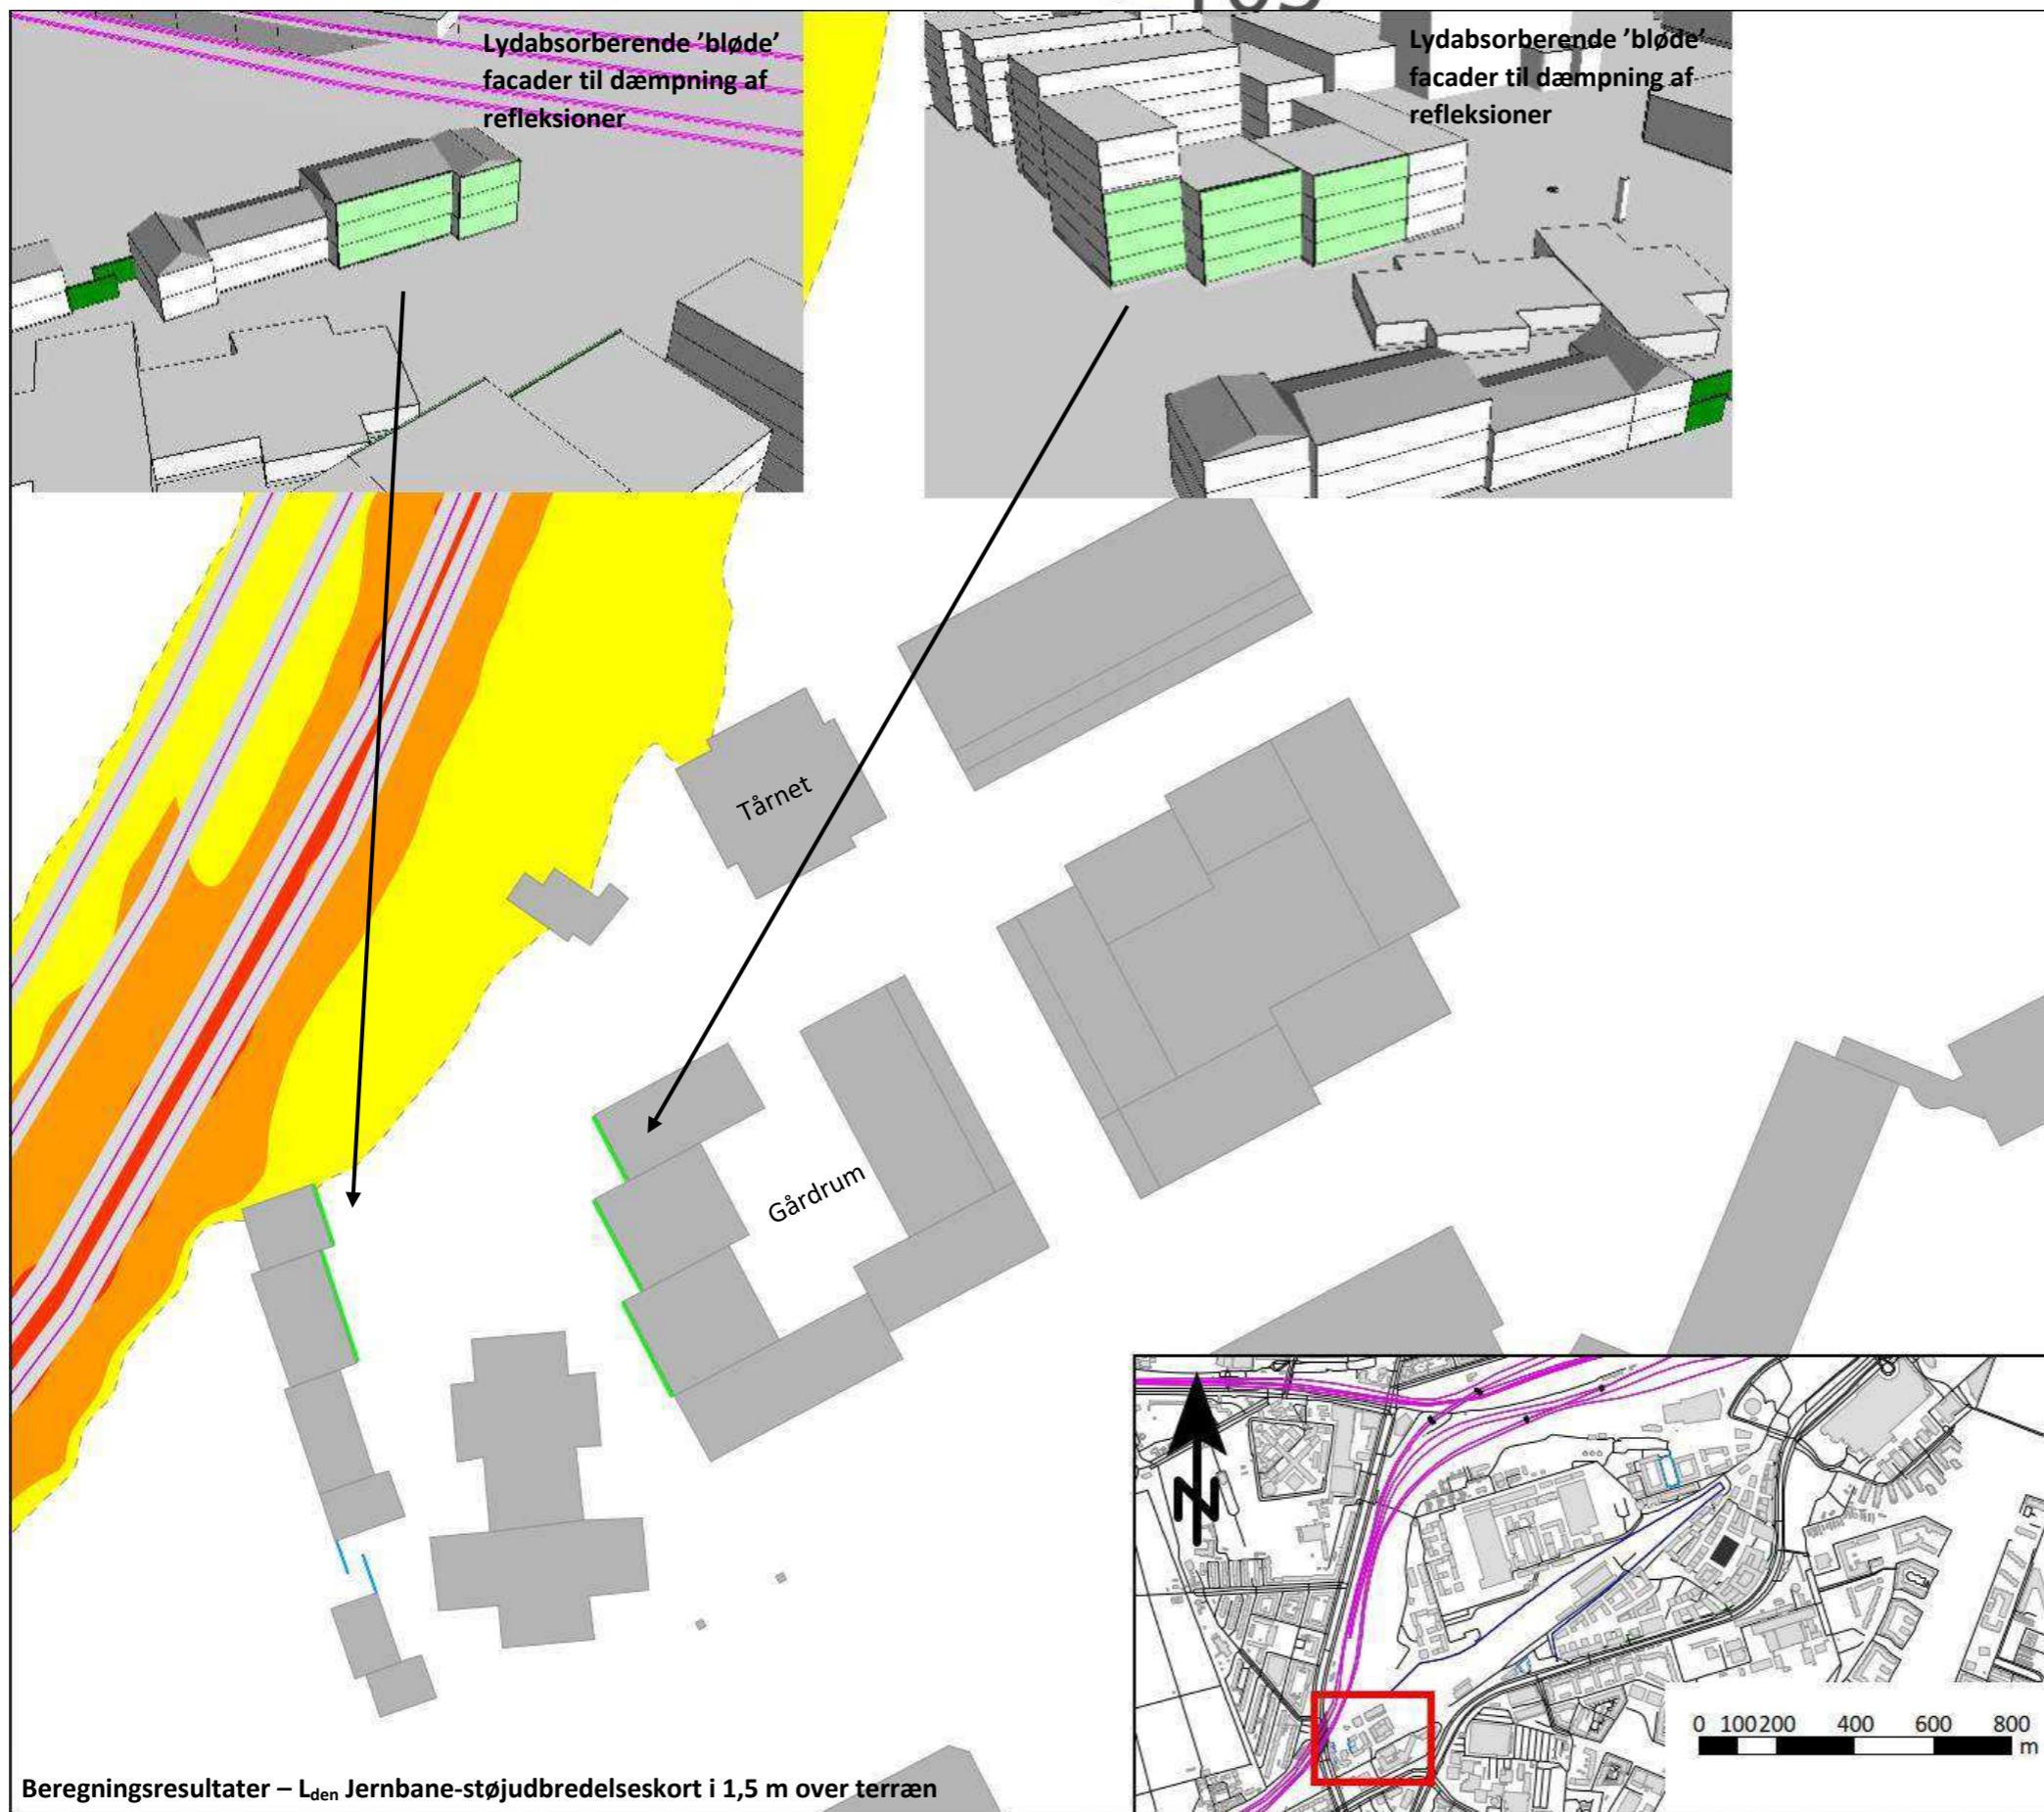 Lydabsorberende ’bløde’
facader til dæmpning af
refleksioner
Lydabsorberende ’bløde’
facader til dæmpning af
refleksioner
Tårnet
Gårdrum
N
0 100 200 400 600 800
m
Beregningsresultater – Lden Jernbane-støjudbredelseskort i 1,5 m over terræn